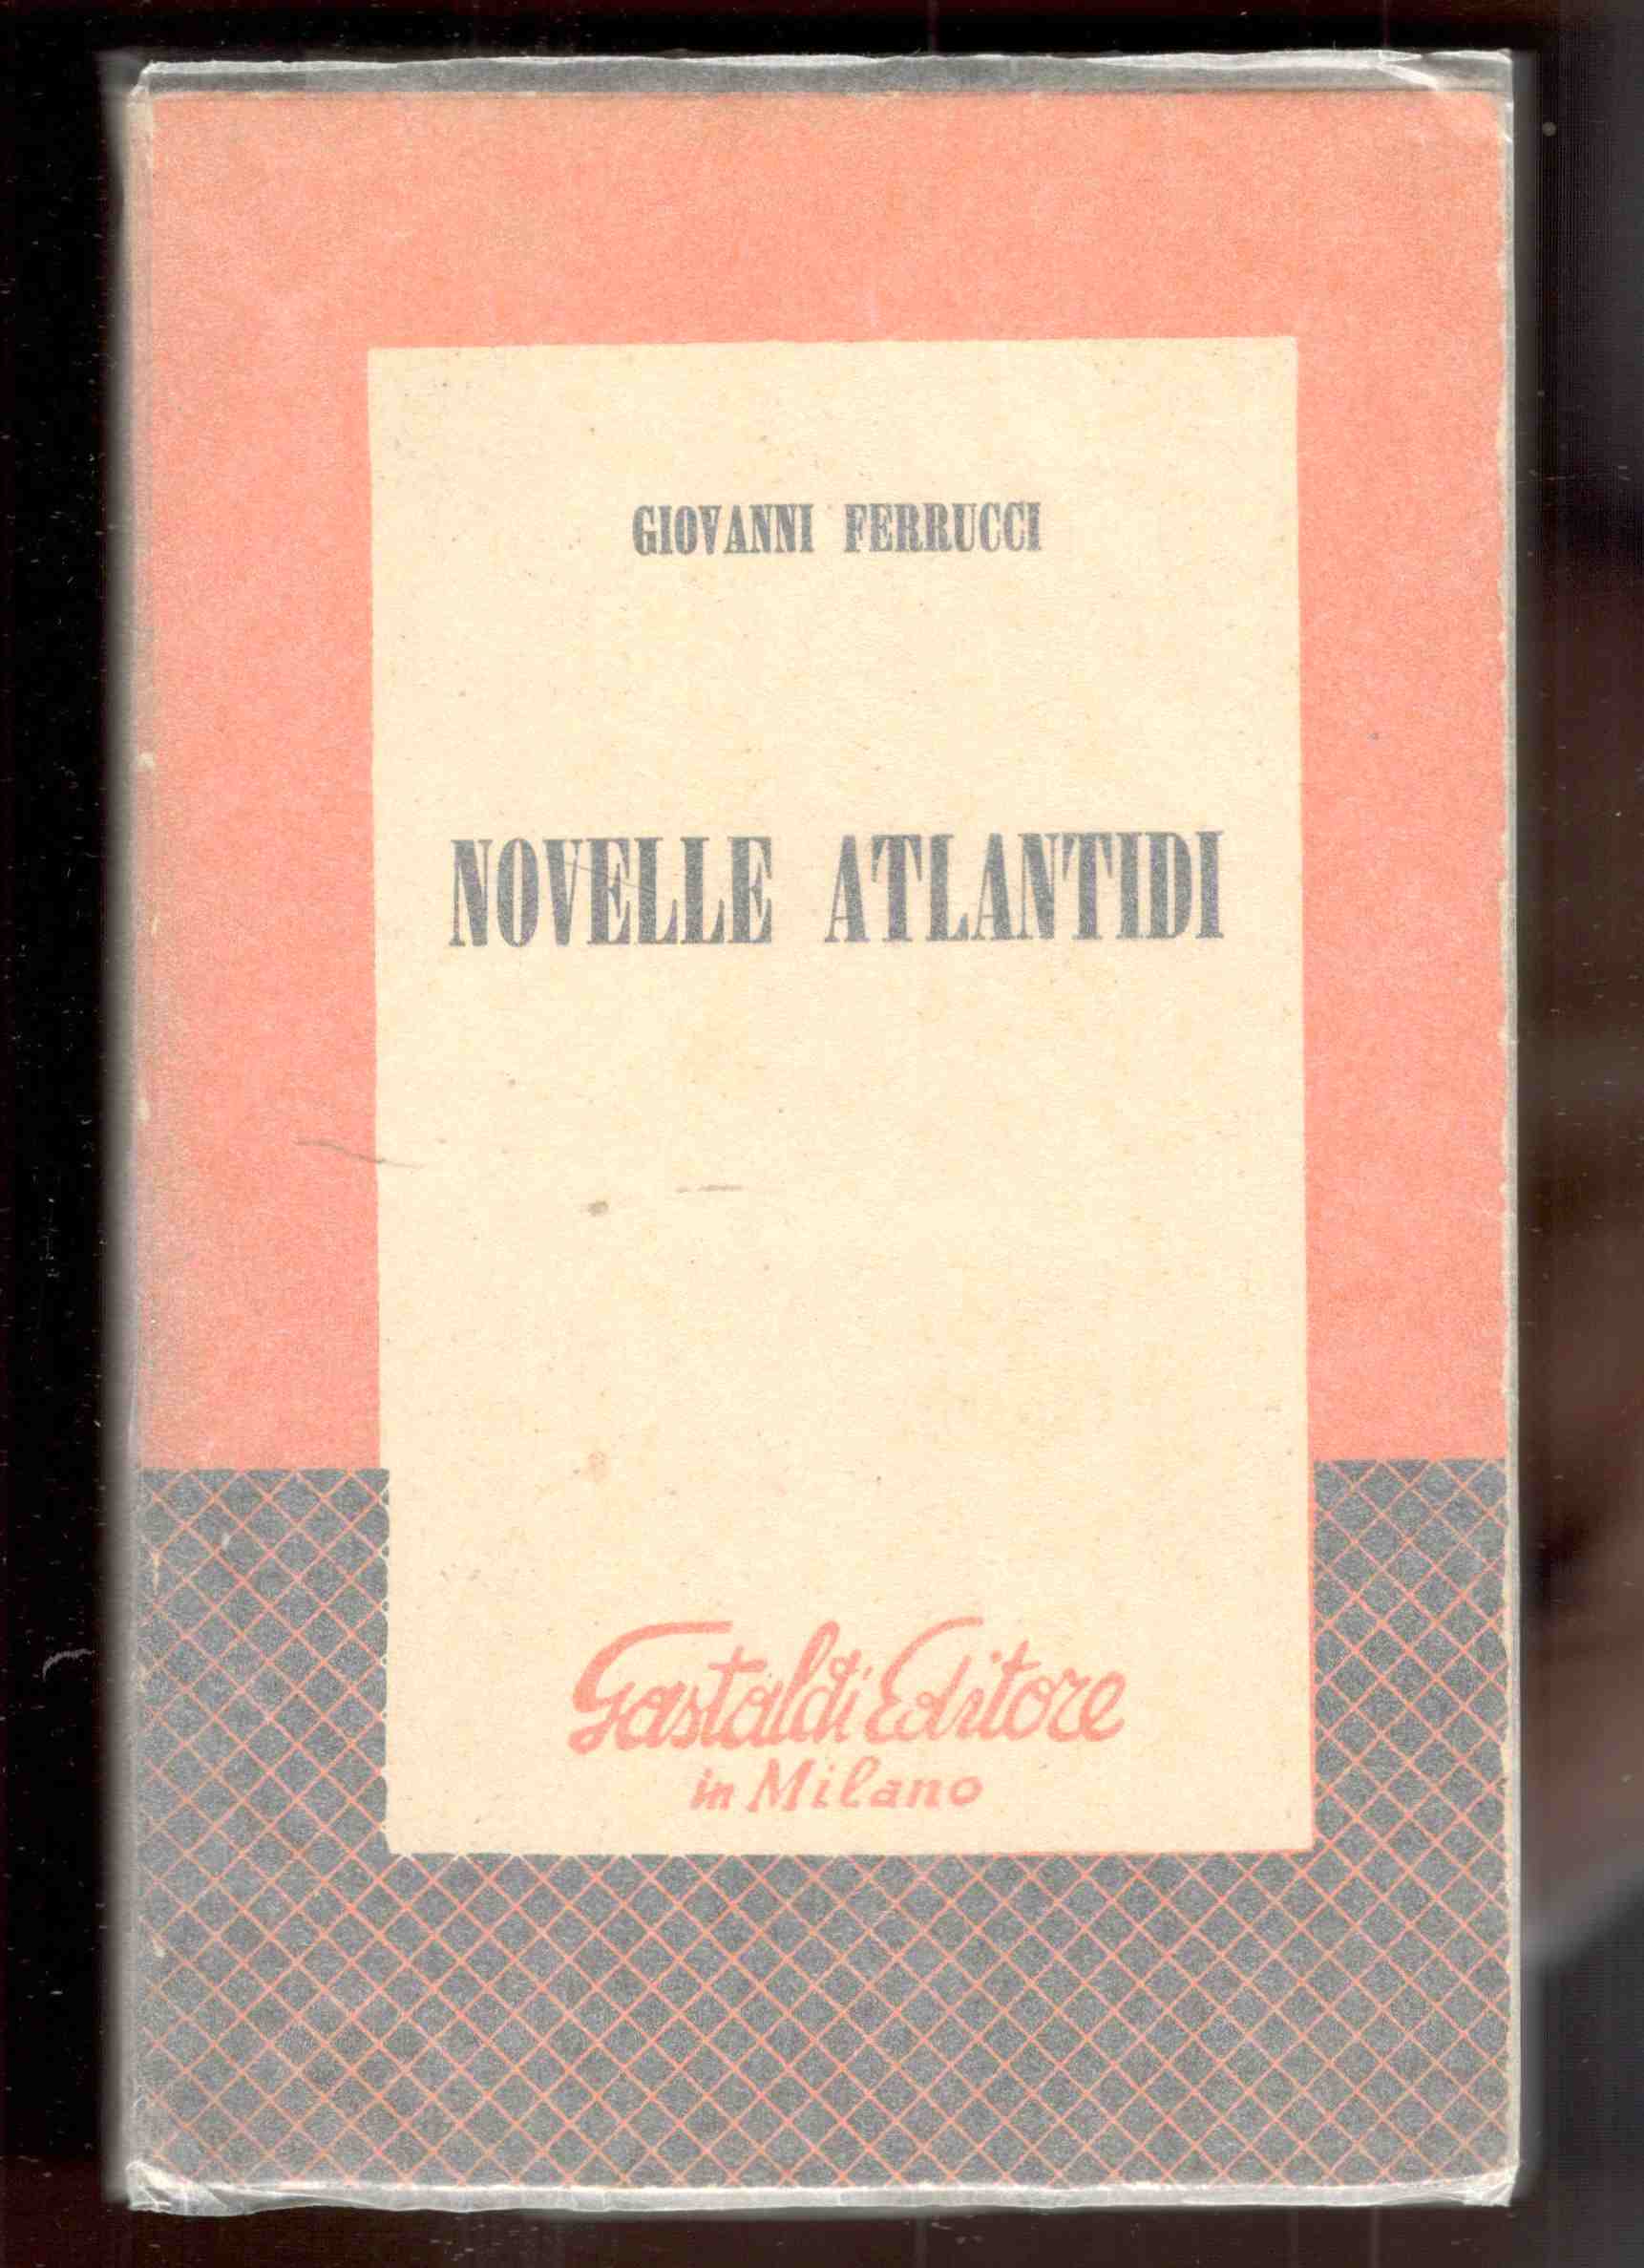 GIOVANNI FERRUCCI
NOVELLE ATLANTIDI
Gastaldi Editore
in Milano